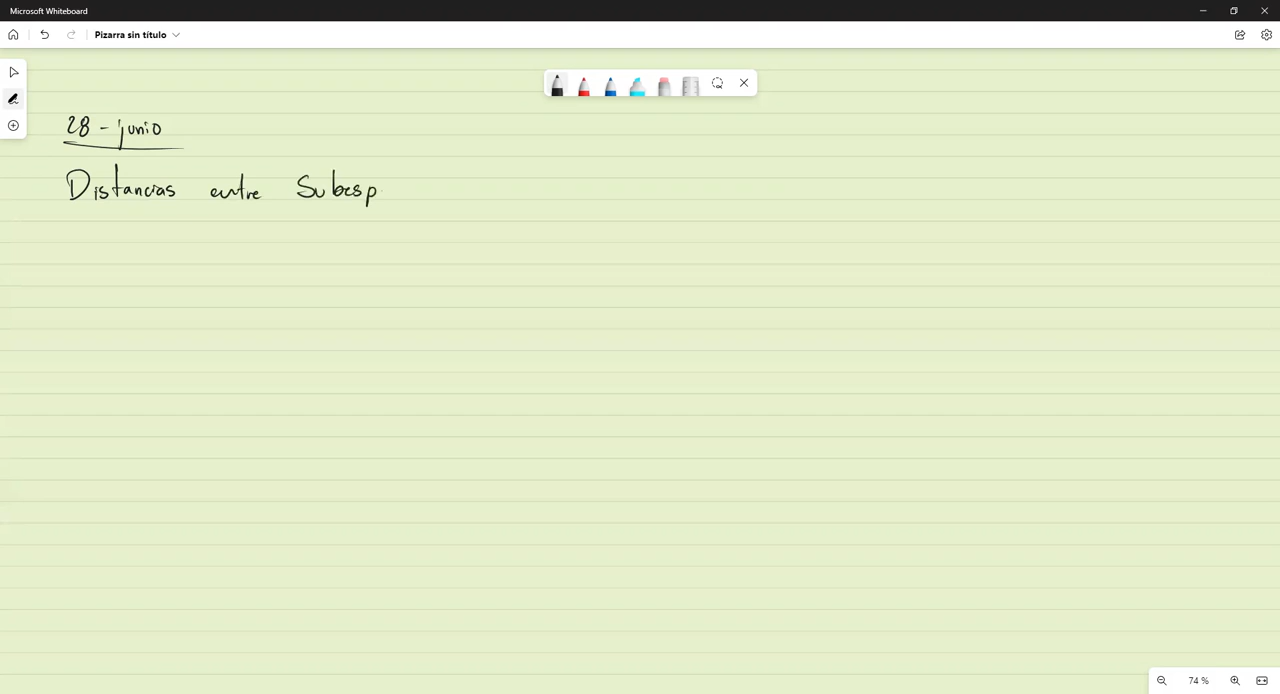 Microsoft Whiteboard
Pizarra sin título
28 - junio
Distancias entre Subesp
74 %